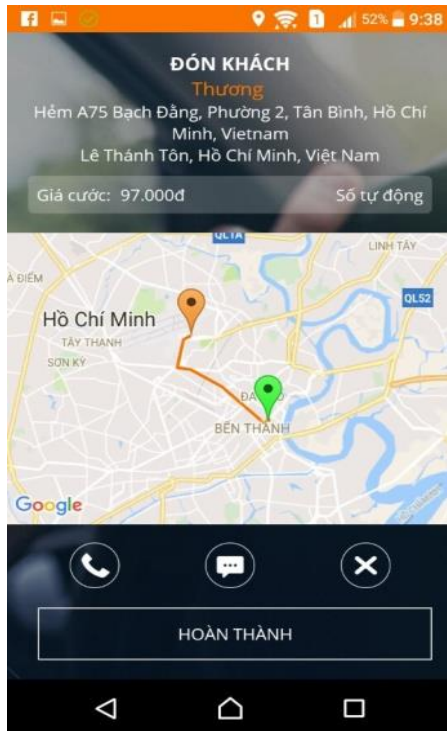 52% 9:38
ĐÓN KHÁCH
Thương
Hẻm A75 Bạch Đằng, Phường 2, Tân Bình, Hồ Chí
Minh, Vietnam
Lê Thánh Tôn, Hồ Chí Minh, Việt Nam
Giá cước: 97.000đ Số tự động
QL1A
LINH TÂY
À ĐIỂM
QL52
Hồ Chí Minh
TÂY THẠNH
SƠN KỲ
ĐA
O
BẾN THÀNH
Google
HOÀN THÀNH